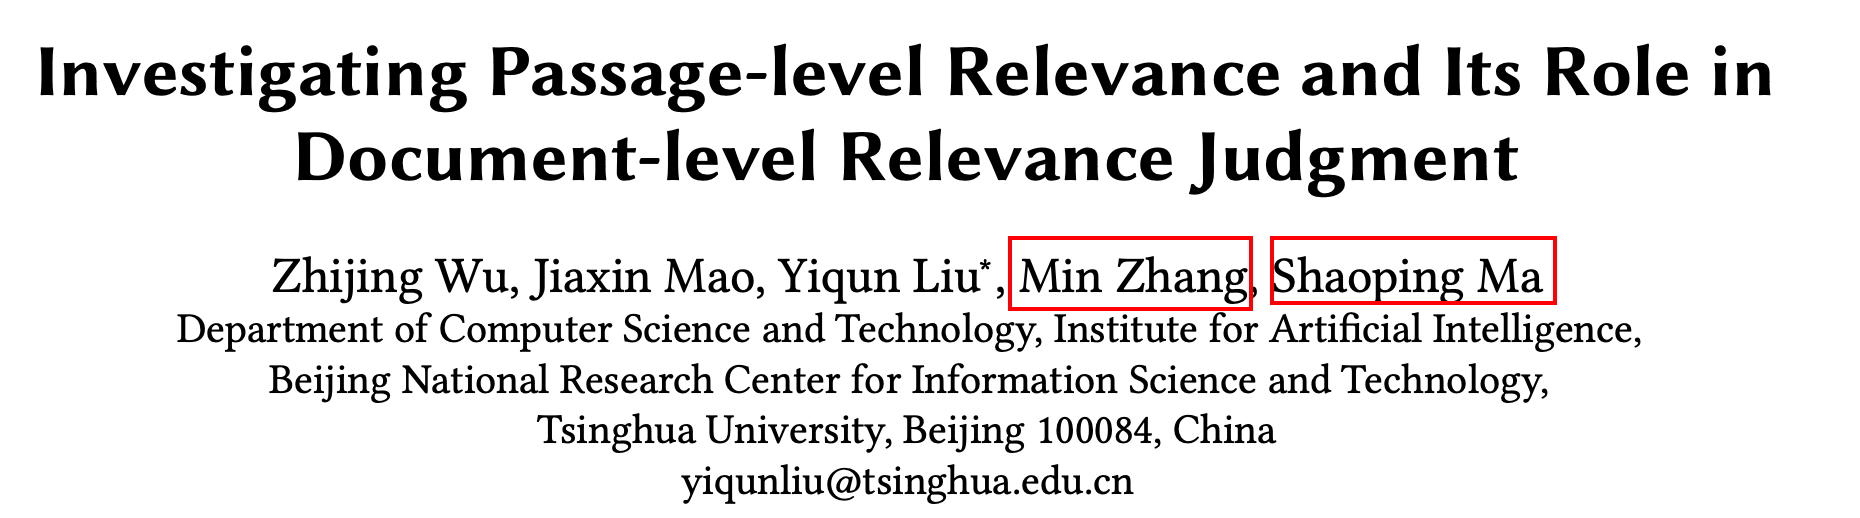 Investigating Passage-level Relevance and Its Role in
Document-level Relevance Judgment
Zhijing Wu, Jiaxin Mao, Yiqun Liu*, Min Zhang, Shaoping Ma
Department of Computer Science and Technology, Institute for Artificial Intelligence,
Beijing National Research Center for Information Science and Technology,
Tsinghua University, Beijing 100084, China
yiqunliu@tsinghua.edu.cn